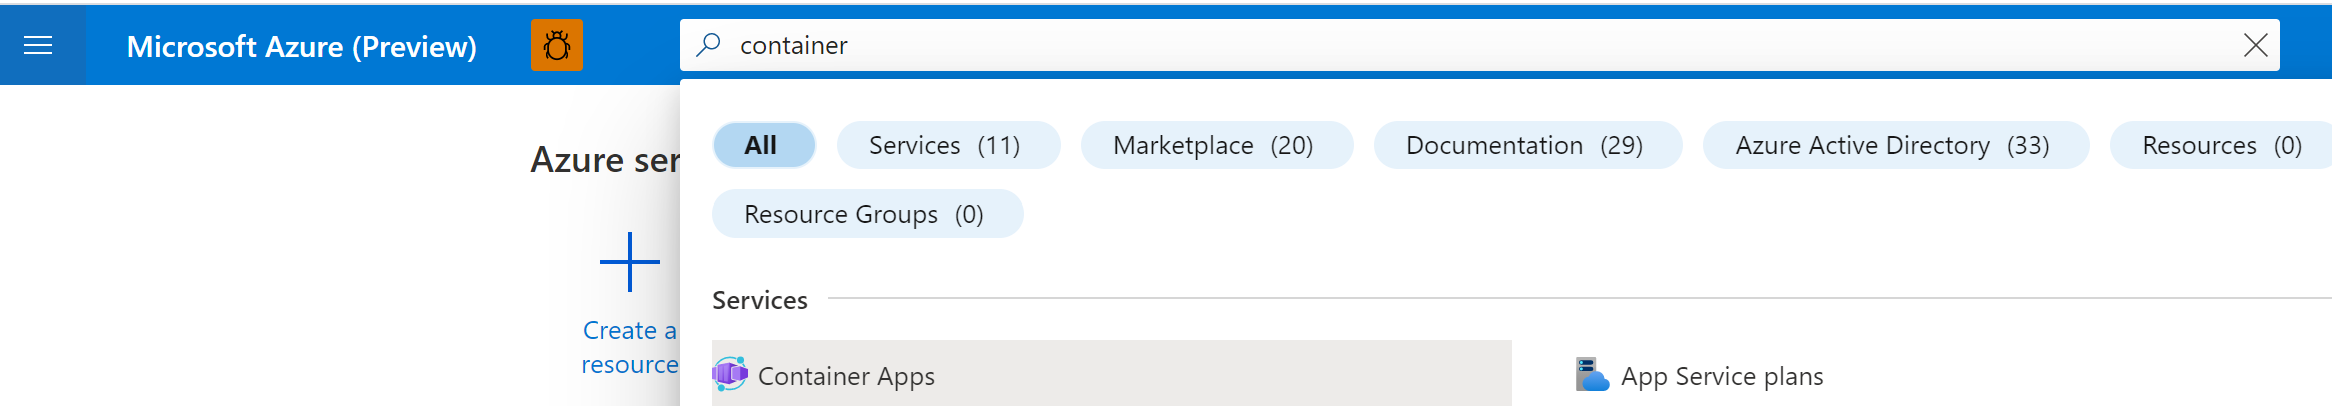 Microsoft Azure (Preview)
container
All
Services (11)
Marketplace (20)
Documentation (29)
Azure Active Directory (33)
Resources (0)
Resource Groups (0)
Azure ser
Create a
resource
Services
Container Apps
App Service plans